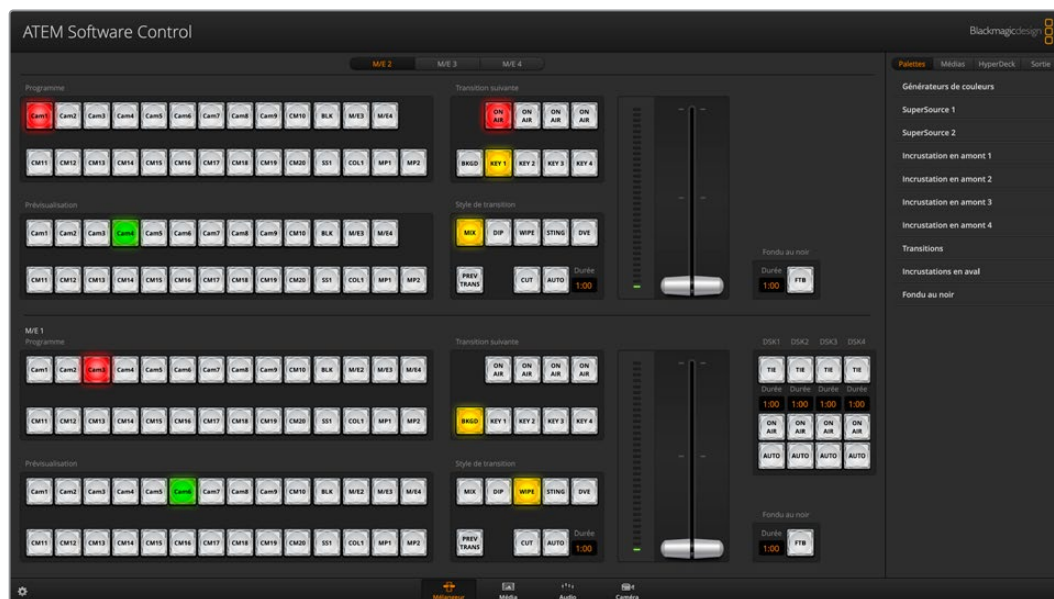 ATEM Software Control
Blackmagicdesign
M/E 2 M/E 3 M/E 4
Palettes Médias HyperDeck Sortie
Programme Transition suivante
Générateurs de couleurs
Cam1 Cam2 Cam3 Cam4 Cam5 Cam6 Cam7 Cam8 Cam9 CM10 BLK M/E3 M/E4 ON AIR ON AIR ON AIR ON AIR
SuperSource 1
SuperSource 2
CM11 CM12 CM13 CM14 CM15 CM16 CM17 CM18 CM19 CM20 SS1 COL1 MP1 MP2 BKGD KEY 1 KEY 2 KEY 3 KEY 4
Incrustation en amont 1
Incrustation en amont 2
Prévisualisation Style de transition
Incrustation en amont 3
Incrustation en amont 4
Cam1 Cam2 Cam3 Cam4 Cam5 Cam6 Cam7 Cam8 Cam9 CM10 BLK M/E3 M/E4 MIX DIP WIPE STING DVE
Transitions
Fondu au noir
Incrustations en aval
CM11 CM12 CM13 CM14 CM15 CM16 CM17 CM18 CM19 CM20 SS1 COL1 MP1 MP2 PREV TRANS CUT AUTO Durée 1:00 Durée 1:00 FTB
Fondu au noir
M/E 1
Programme Transition suivante DSK1 DSK2 DSK3 DSK4
Cam1 Cam2 Cam3 Cam4 Cam5 Cam6 Cam7 Cam8 Cam9 CM10 BLK M/E2 M/E3 M/E4 ON AIR ON AIR ON AIR ON AIR TIE TIE TIE TIE
Durée Durée Durée Durée
1:00 1:00 1:00 1:00
CM11 CM12 CM13 CM14 CM15 CM16 CM17 CM18 CM19 CM20 SS1 COL1 MP1 MP2 BKGD KEY 1 KEY 2 KEY 3 KEY 4 ON AIR ON AIR ON AIR ON AIR
AUTO AUTO AUTO AUTO
Prévisualisation Style de transition
Cam1 Cam2 Cam3 Cam4 Cam5 Cam6 Cam7 Cam8 Cam9 CM10 BLK M/E2 M/E3 M/E4 MIX DIP WIPE STING DVE
Fondu au noir
CM11 CM12 CM13 CM14 CM15 CM16 CM17 CM18 CM19 CM20 SS1 COL1 MP1 MP2 PREV TRANS CUT AUTO Durée 1:00 Durée 1:00 FTB
Mélangeur Média Audio Caméra